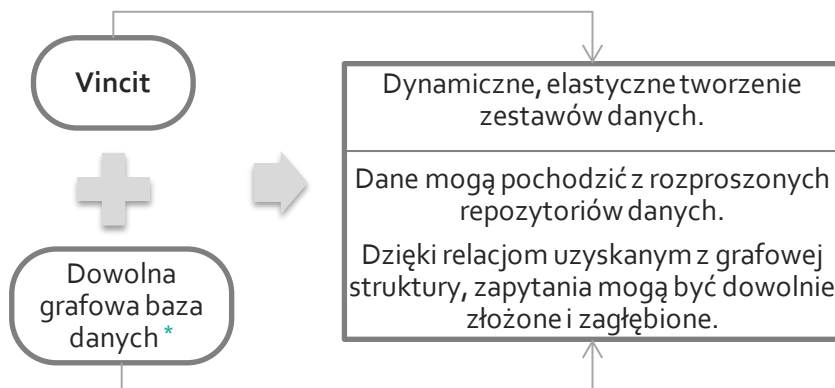 Vincit
Dowolna
grafowa baza
danych *
Dynamiczne, elastyczne tworzenie
zestawów danych.
Dane mogą pochodzić z rozproszonych
repozytoriów danych.
Dzięki relacjom uzyskanym z grafowej
struktury, zapytania mogą być dowolnie
złożone i zagłębione.